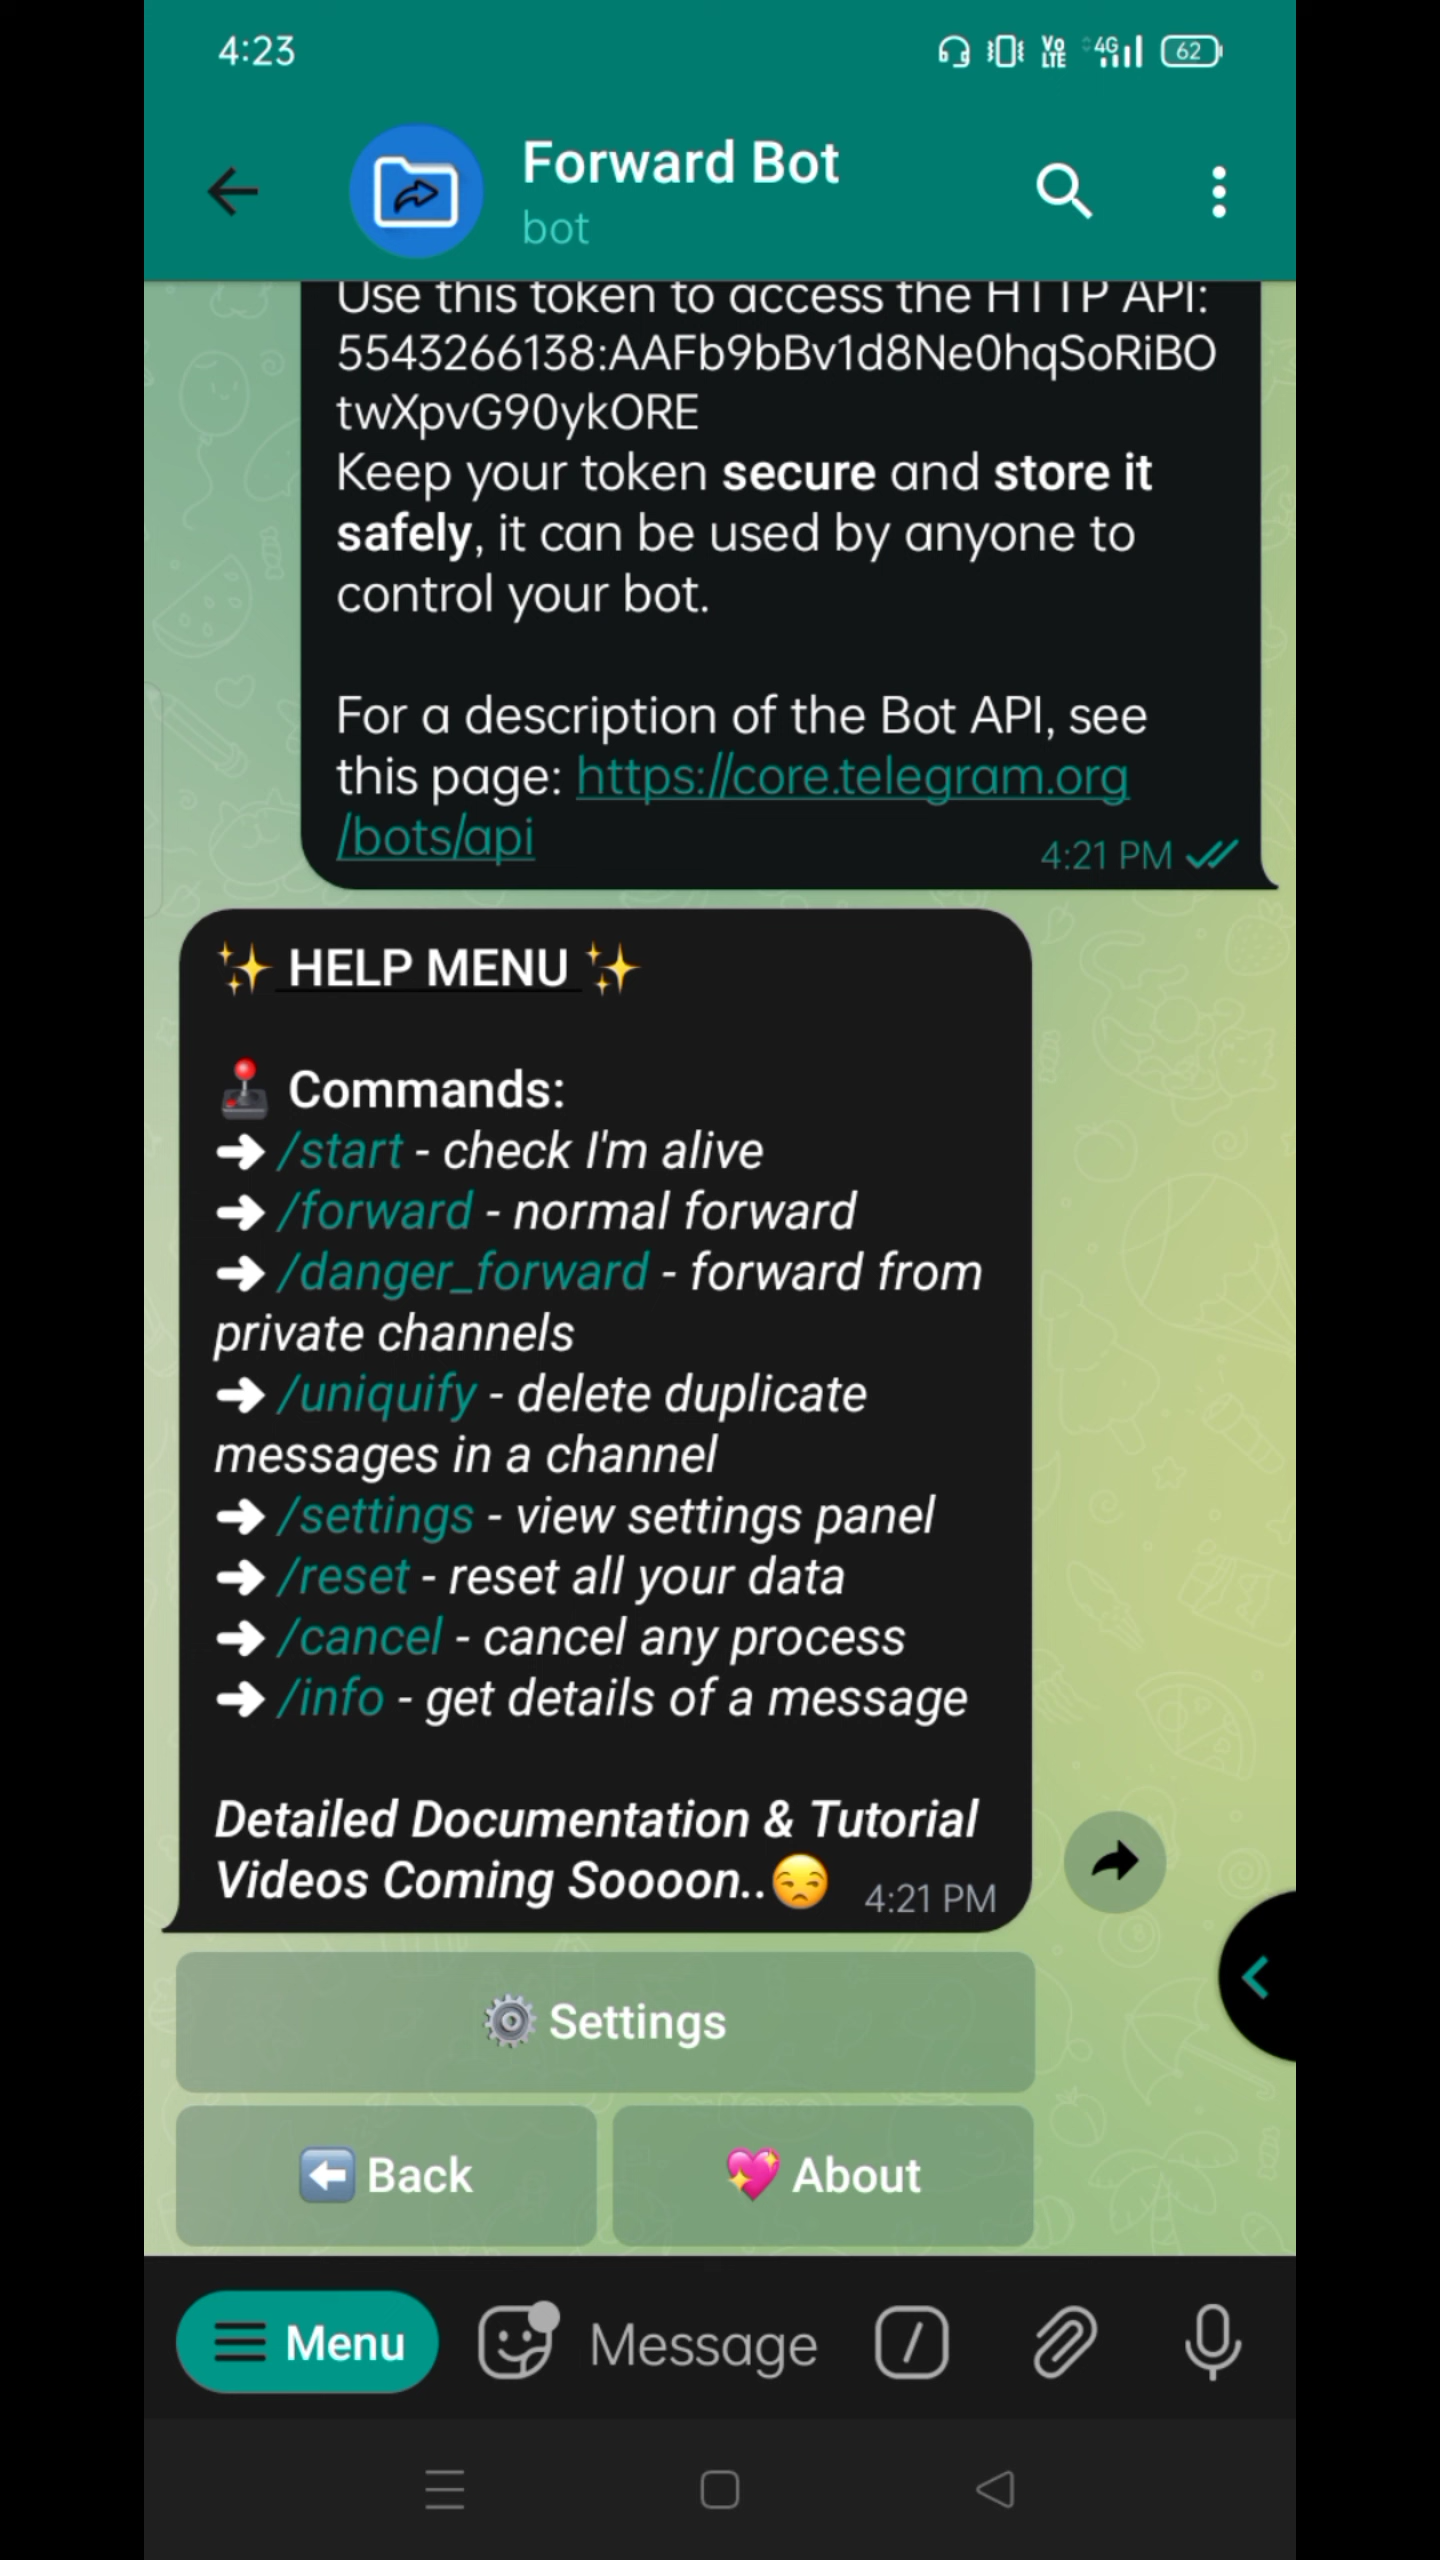 4:23
Vo LTE 4G 62
Forward Bot
bot
Use this token to access the HTTP API:
5543266138:AAFb9bBv1d8Ne0hqSoRiBO
twXpvG90ykORE
Keep your token secure and store it
safely, it can be used by anyone to
control your bot.
For a description of the Bot API, see
this page: https://core.telegram.org
/bots/api
4:21 PM
✨ HELP MENU ✨
🕹 Commands:
➜ /start - check I'm alive
➜ /forward - normal forward
➜ /danger_forward - forward from
private channels
➜ /uniquify - delete duplicate
messages in a channel
➜ /settings - view settings panel
➜ /reset - reset all your data
➜ /cancel - cancel any process
➜ /info - get details of a message
Detailed Documentation & Tutorial
Videos Coming Soooon..😒 4:21 PM
⚙ Settings
⬅ Back
💖 About
Menu
Message